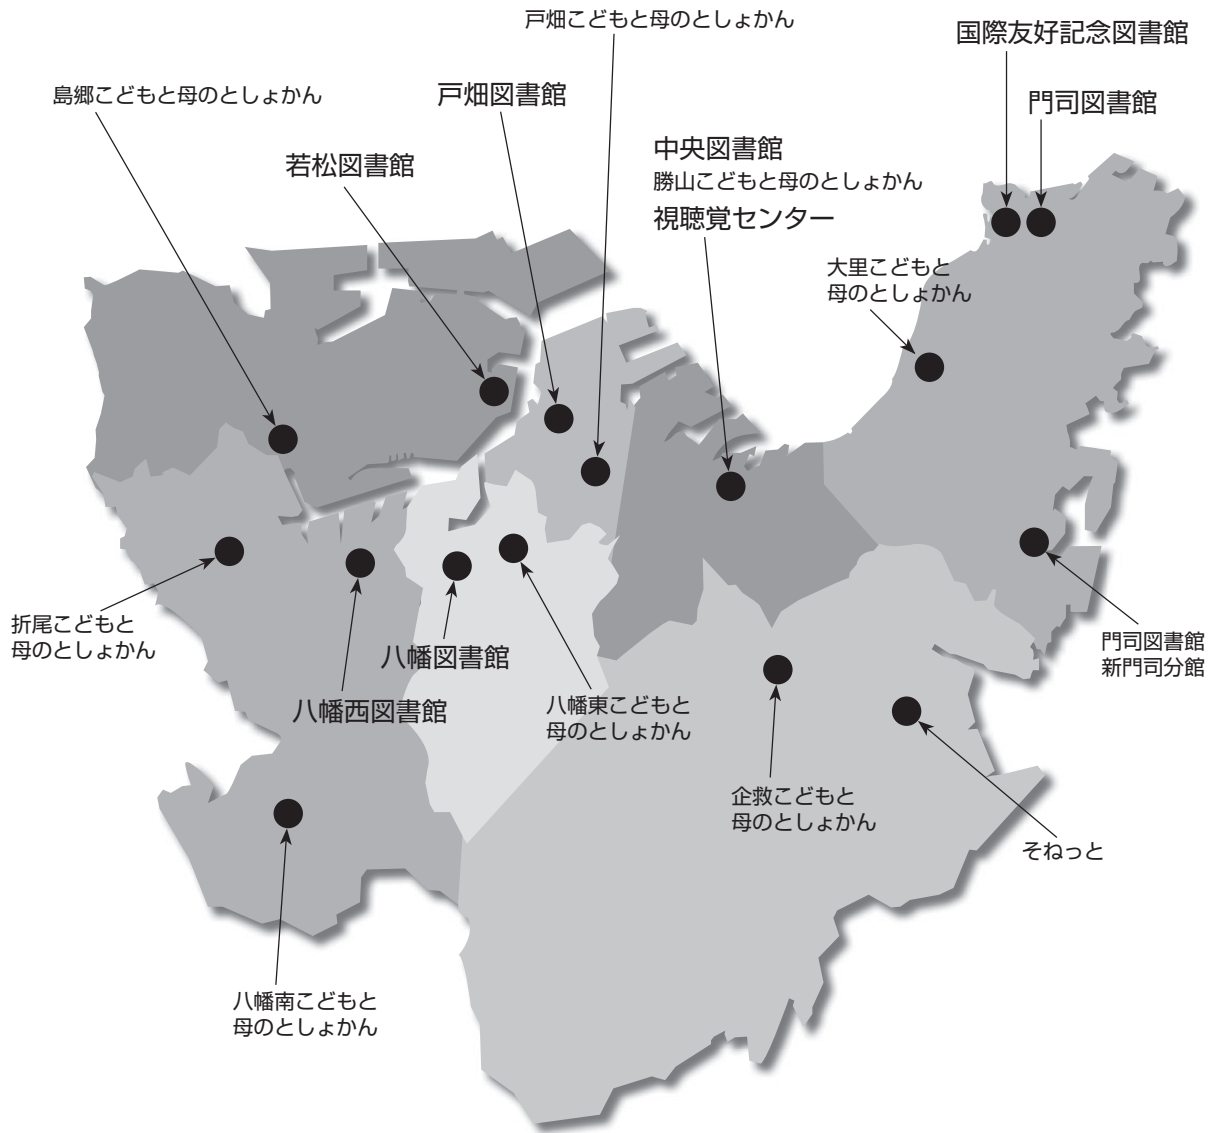 戸畑こどもと母のとしょかん
国際友好記念図書館
島郷こどもと母のとしょかん
戸畑図書館
門司図書館
若松図書館
中央図書館
勝山こどもと母のとしょかん
視聴覚センター
大里こどもと
母のとしょかん
折尾こどもと
母のとしょかん
八幡図書館
門司図書館
新門司分館
八幡西図書館
八幡東こどもと
母のとしょかん
企救こどもと
母のとしょかん
そねっと
八幡南こどもと
母のとしょかん